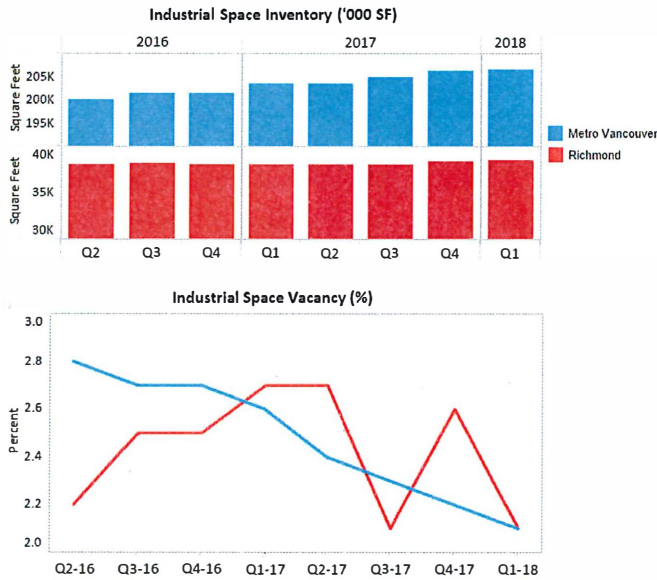 Industrial Space Inventory ('000 SF)
2016 2017 2018
Square Feet
205K
200K
195K
Metro Vancouver
Richmond
Square Feet
40K
35K
30K
Q2 Q3 Q4 Q1 Q2 Q3 Q4 Q1
Industrial Space Vacancy (%)
Percent
3.0
2.8
2.6
2.4
2.2
2.0
Q2-16 Q3-16 Q4-16 Q1-17 Q2-17 Q3-17 Q4-17 Q1-18